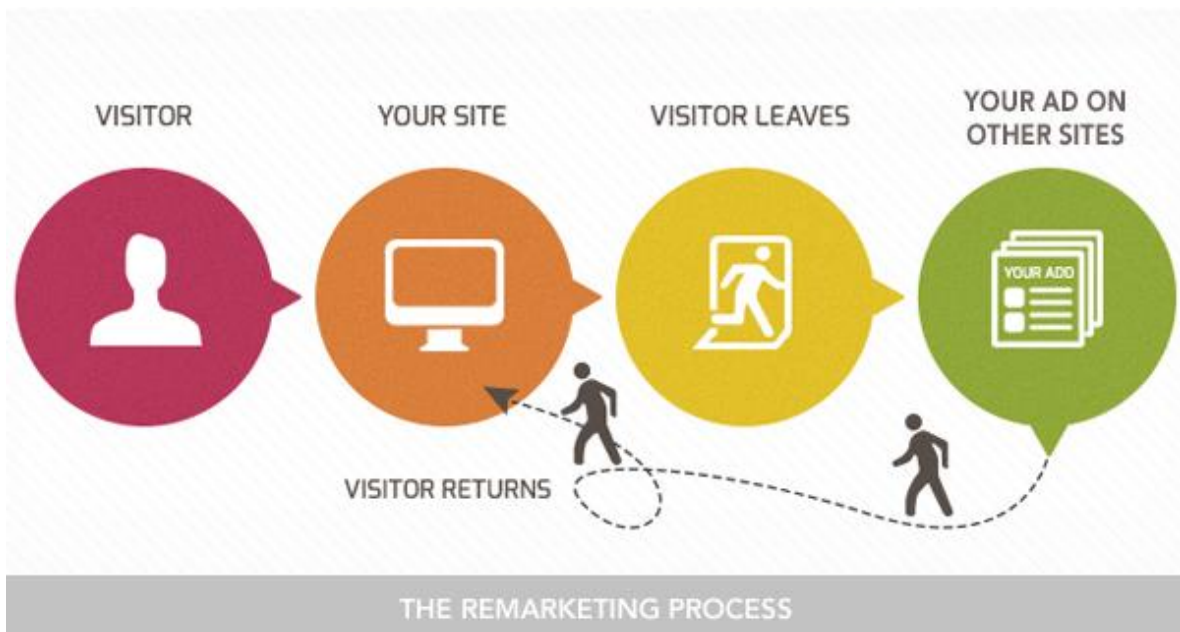 VISITOR
YOUR SITE
VISITOR LEAVES
YOUR AD ON
OTHER SITES
YOUR ADD
VISITOR RETURNS
THE REMARKETING PROCESS